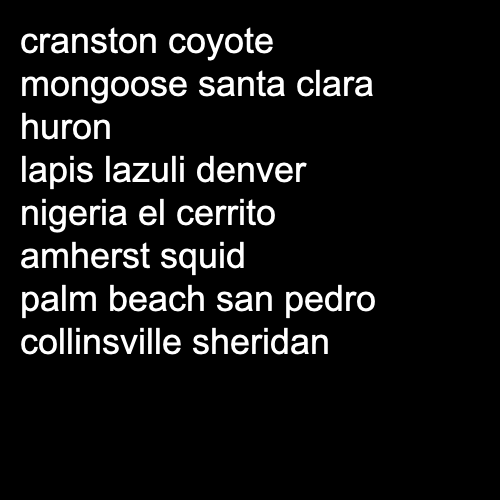 cranston coyote
mongoose santa clara
huron
lapis lazuli denver
nigeria el cerrito
amherst squid
palm beach san pedro
collinsville sheridan